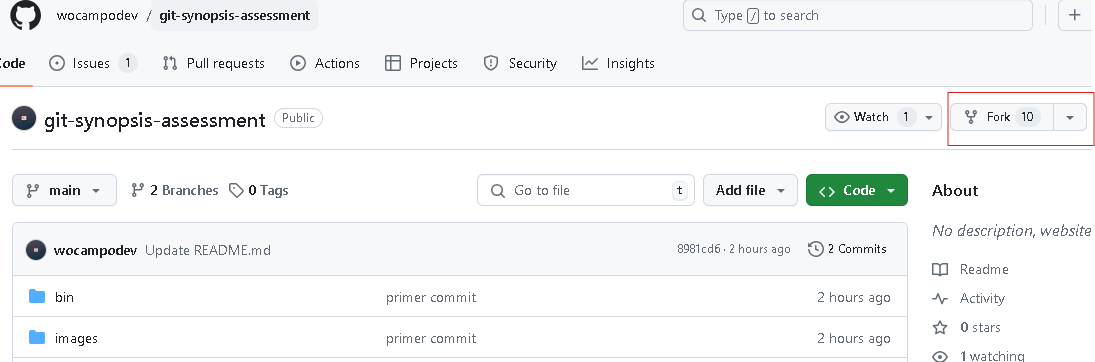 wocampodev / git-synopsis-assessment
Type / to search
Code Issues 1 Pull requests Actions Projects Security Insights
git-synopsis-assessment Public
Watch 1 Fork 10
main 2 Branches 0 Tags Go to file t Add file Code
About
wocampodev Update README.md 8981cd6 · 2 hours ago 2 Commits
No description, website
bin primer commit 2 hours ago
Readme
Activity
0 stars
images primer commit 2 hours ago
1 watching